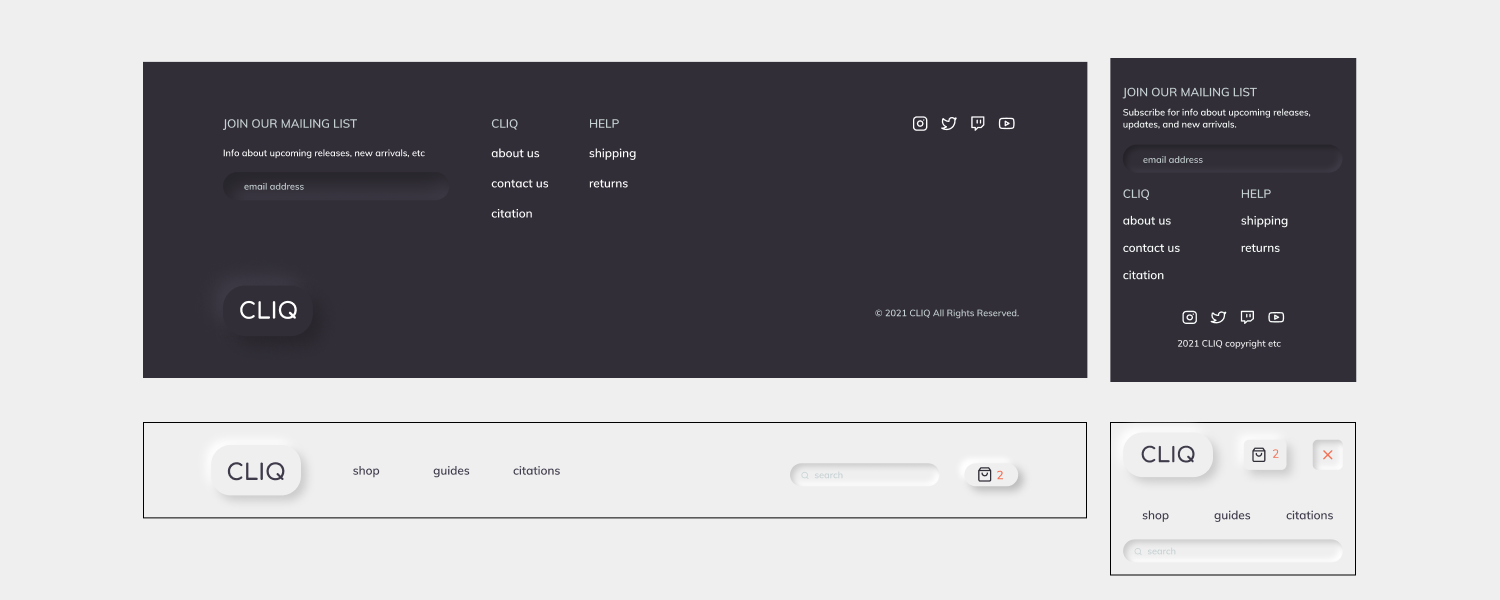 JOIN OUR MAILING LIST
Info about upcoming releases, new arrivals, etc
email address
CLIQ
about us
contact us
citation
HELP
shipping
returns
CLIQ
© 2021 CLIQ All Rights Reserved.
JOIN OUR MAILING LIST
Subscribe for info about upcoming releases,
updates, and new arrivals.
email address
CLIQ
about us
contact us
citation
HELP
shipping
returns
2021 CLIQ copyright etc
CLIQ
shop
guides
citations
search
2
CLIQ
2
shop
guides
citations
search